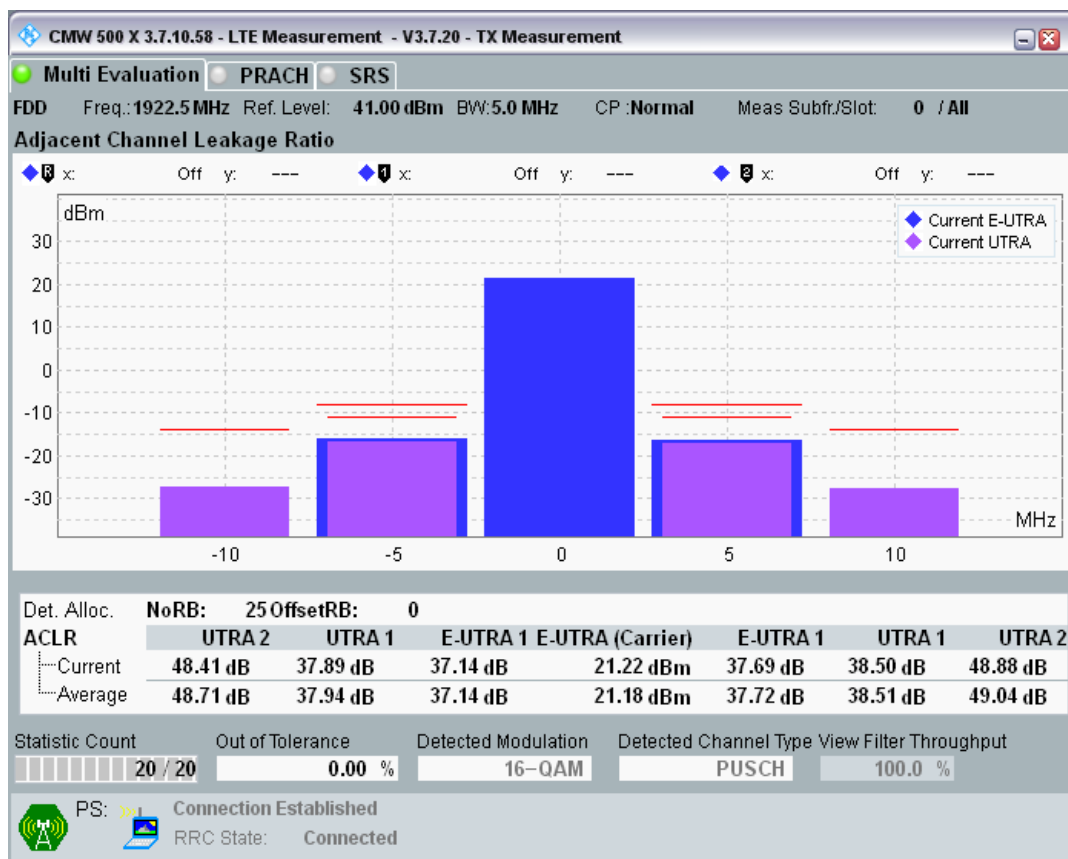 CMW 500 X 3.7.10.58 - LTE Measurement - V3.7.20 - TX Measurement
Multi Evaluation PRACH SRS
FDD Freq.: 1922.5 MHz Ref. Level: 41.00 dBm BW: 5.0 MHz CP :Normal Meas Subfr./Slot: 0 / All
Adjacent Channel Leakage Ratio
R x: Off y: --- 1 x: Off y: --- 2 x: Off y: ---
dBm
Current E-UTRA
Current UTRA
30
20
10
0
-10
-20
-30
MHz
-10 -5 0 5 10
Det. Alloc. NoRB: 25 OffsetRB: 0
ACLR UTRA 2 UTRA 1 E-UTRA 1 E-UTRA (Carrier) E-UTRA 1 UTRA 1 UTRA 2
Current 48.41 dB 37.89 dB 37.14 dB 21.22 dBm 37.69 dB 38.50 dB 48.88 dB
Average 48.71 dB 37.94 dB 37.14 dB 21.18 dBm 37.72 dB 38.51 dB 49.04 dB
Statistic Count Out of Tolerance Detected Modulation Detected Channel Type View Filter Throughput
20 / 20 0.00 % 16-QAM PUSCH 100.0 %
PS: Connection Established
RRC State: Connected